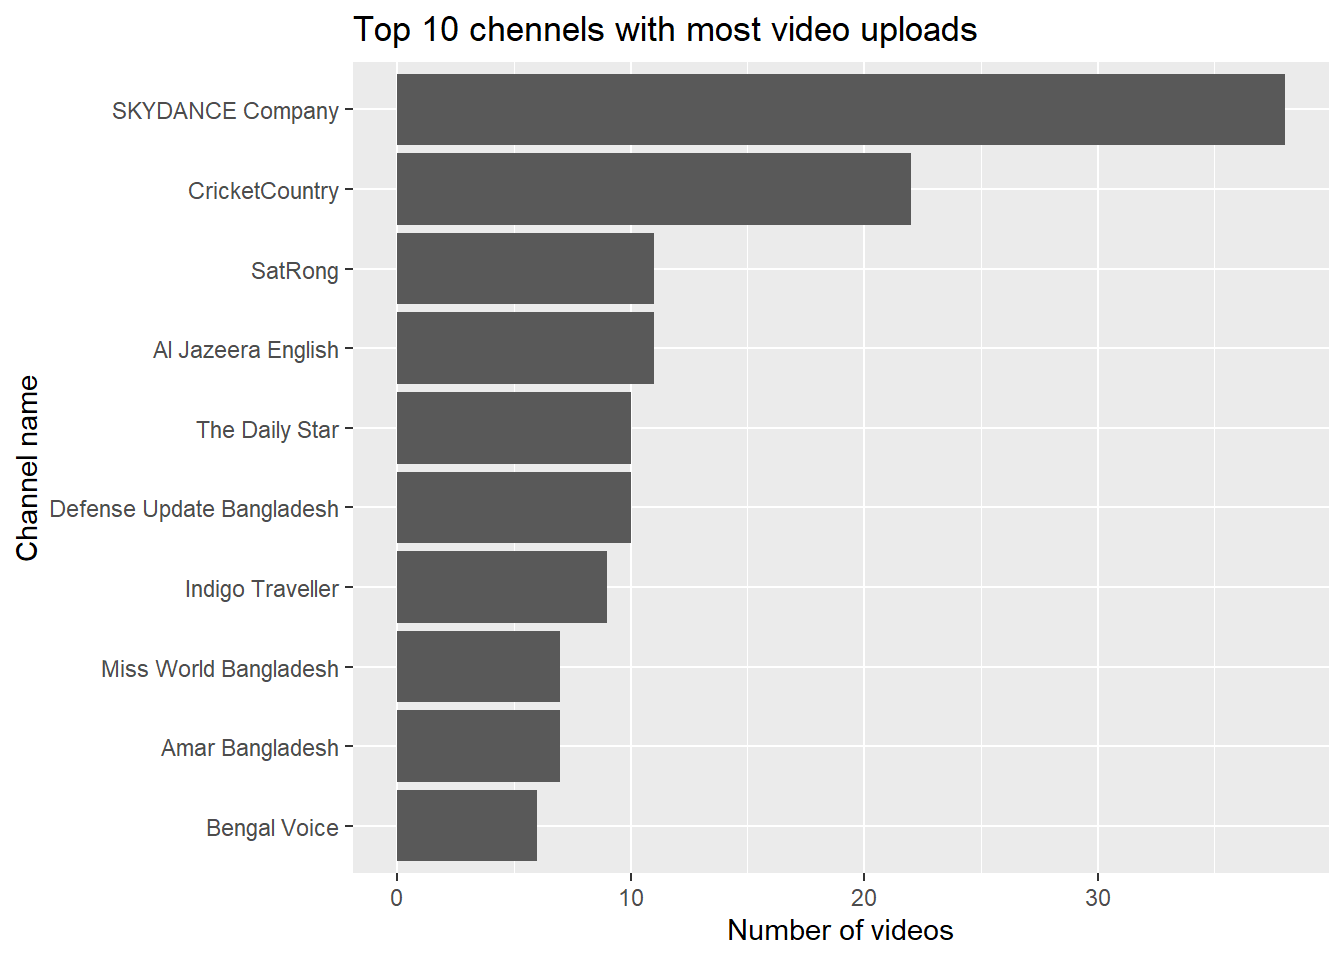 Top 10 chennels with most video uploads
Channel name
SKYDANCE Company
CricketCountry
SatRong
Al Jazeera English
The Daily Star
Defense Update Bangladesh
Indigo Traveller
Miss World Bangladesh
Amar Bangladesh
Bengal Voice
0 10 20 30
Number of videos